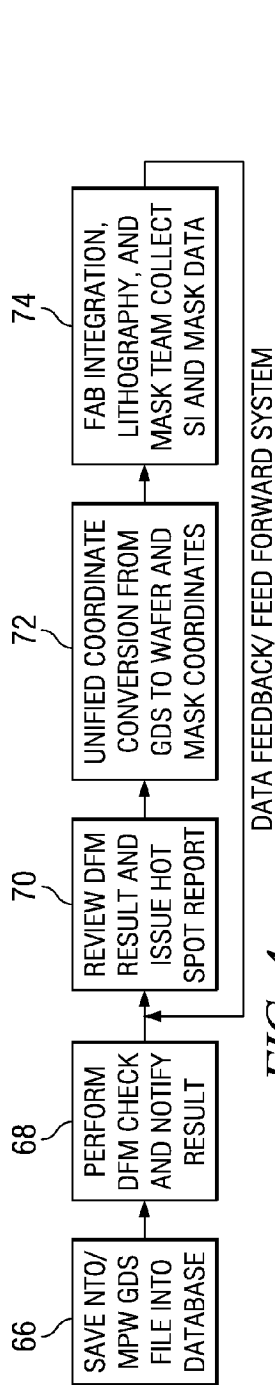 66
SAVE NTO/
MPW GDS
FILE INTO
DATABASE
68
PERFORM
DFM CHECK
AND NOTIFY
RESULT
70
REVIEW DFM
RESULT AND
ISSUE HOT
SPOT REPORT
72
UNIFIED COORDINATE
CONVERSION FROM
GDS TO WAFER AND
MASK COORDINATES
74
FAB INTEGRATION,
LITHOGRAPHY, AND
MASK TEAM COLLECT
SI AND MASK DATA
DATA FEEDBACK/ FEED FORWARD SYSTEM
FIG. 4